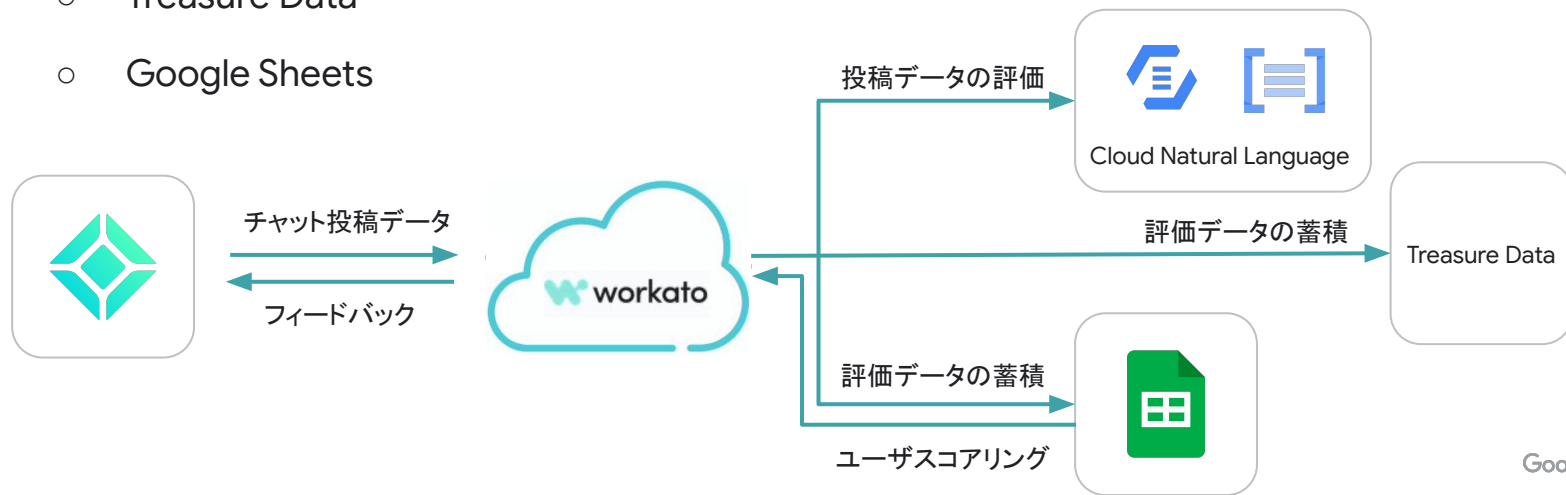 ○ Treasure Data
○ Google Sheets
投稿データの評価
Cloud Natural Language
チャット投稿データ
評価データの蓄積
Treasure Data
workato
フィードバック
評価データの蓄積
ユーザスコアリング
Goo